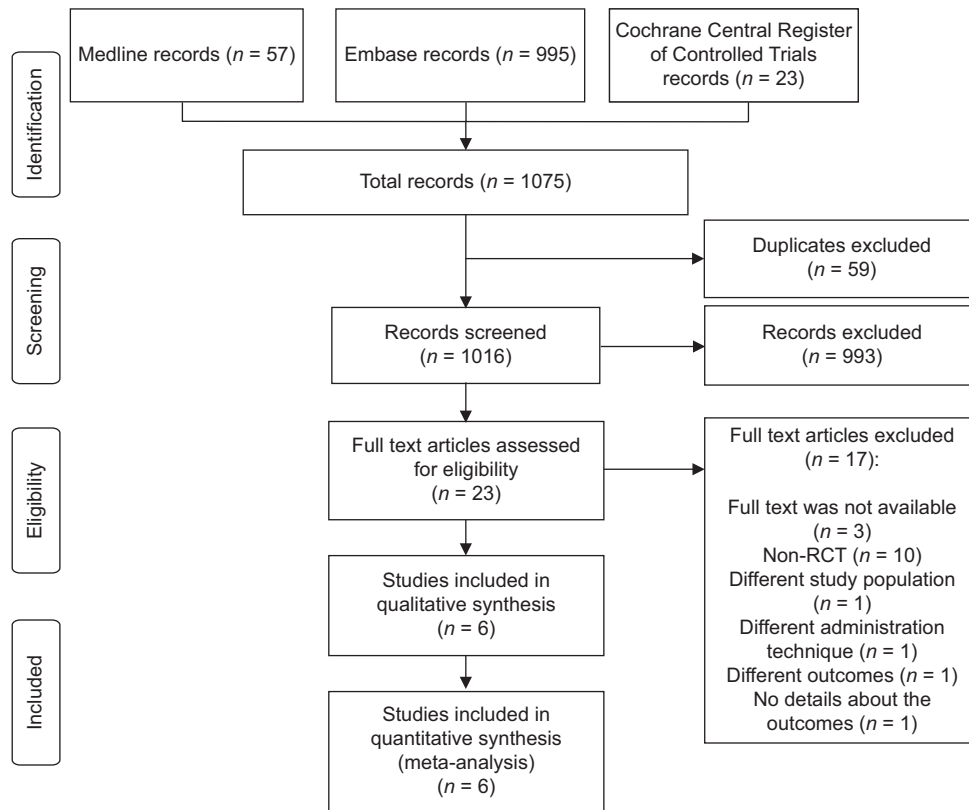 Medline records (n = 57)
Embase records (n = 995)
Cochrane Central Register
of Controlled Trials
records (n = 23)
Identification
Total records (n = 1075)
Duplicates excluded
(n = 59)
Screening
Records screened
(n = 1016)
Records excluded
(n = 993)
Eligibility
Full text articles assessed
for eligibility
(n = 23)
Full text articles excluded
(n = 17):
Full text was not available
(n = 3)
Non-RCT (n = 10)
Different study population
(n = 1)
Different administration
technique (n = 1)
Different outcomes (n = 1)
No details about the
outcomes (n = 1)
Studies included in
qualitative synthesis
(n = 6)
Included
Studies included in
quantitative synthesis
(meta-analysis)
(n = 6)